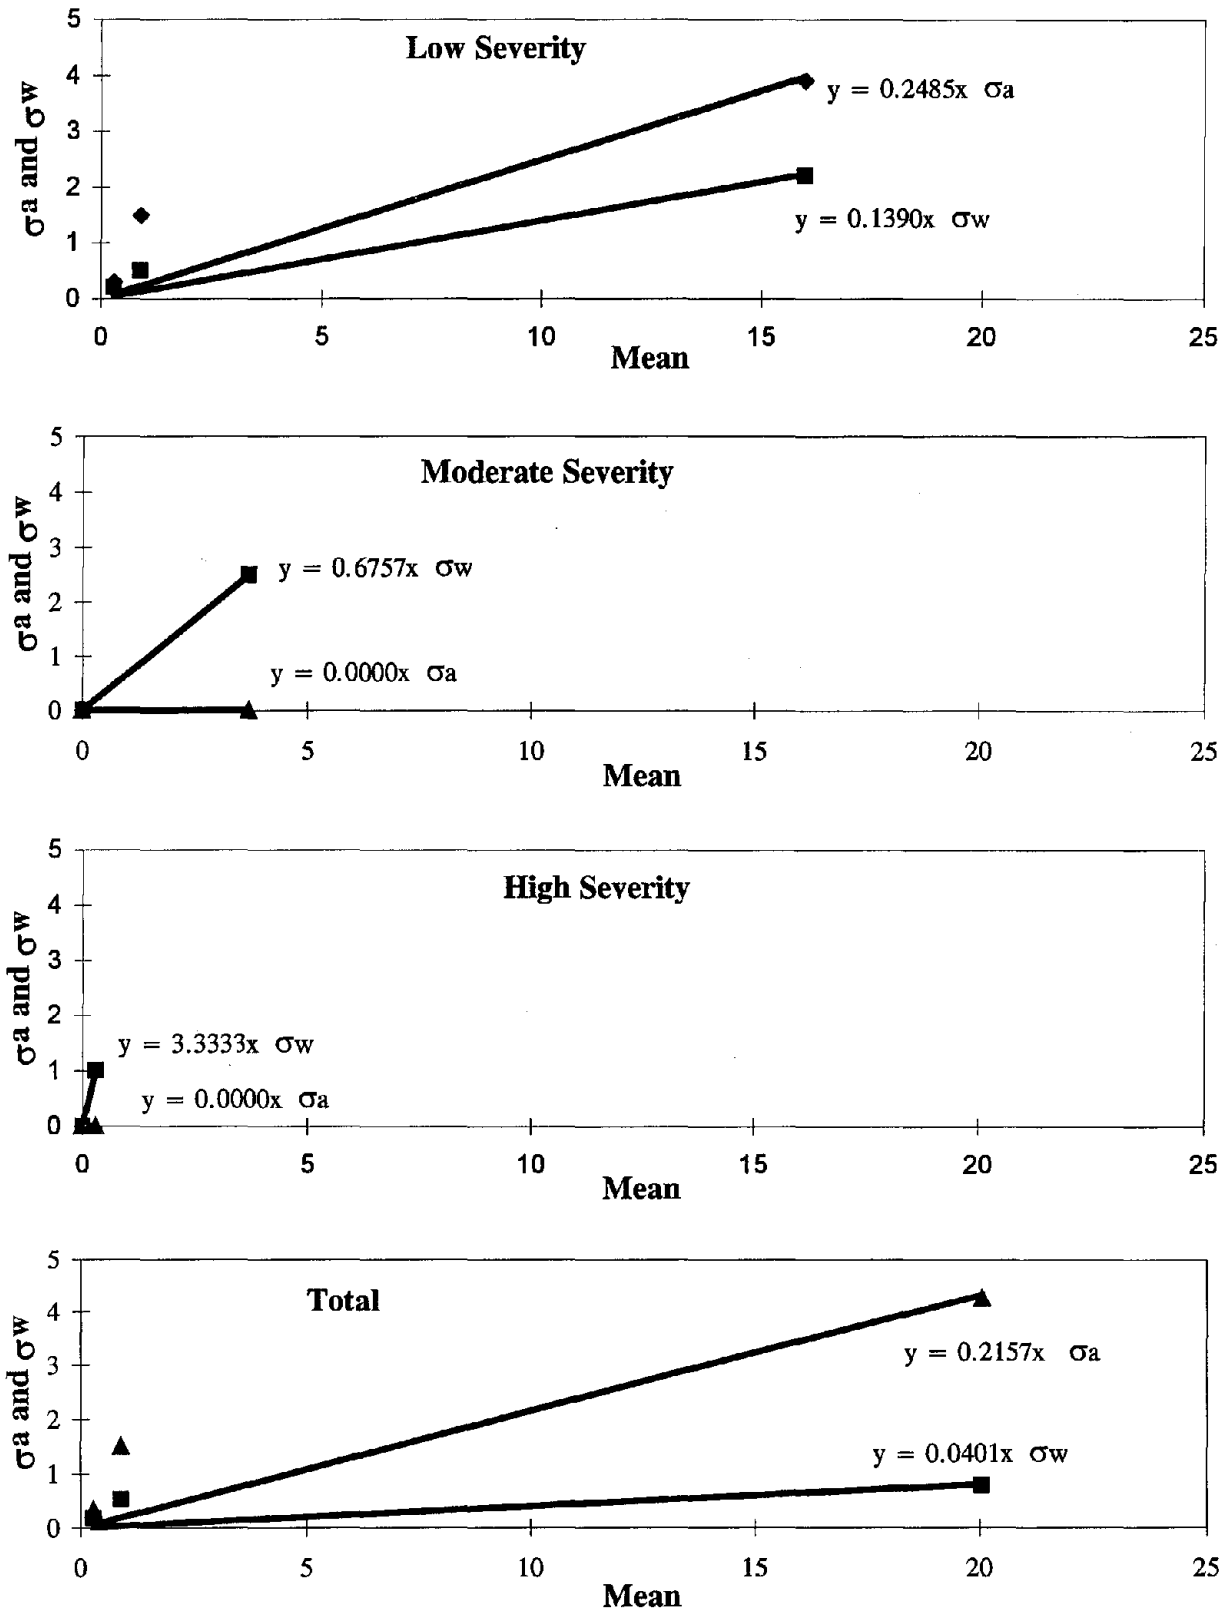 5
Low Severity
4
y = 0.2485x σa
3
2
y = 0.1390x σw
1
0
σa and σw
0 5 10 15 20 25
Mean
5
Moderate Severity
4
3
y = 0.6757x σw
2
1
y = 0.0000x σa
0
σa and σw
0 5 10 15 20 25
Mean
5
High Severity
4
3
2
y = 3.3333x σw
1
y = 0.0000x σa
0
σa and σw
0 5 10 15 20 25
Mean
5
Total
4
y = 0.2157x σa
3
2
y = 0.0401x σw
1
0
σa and σw
0 5 10 15 20 25
Mean